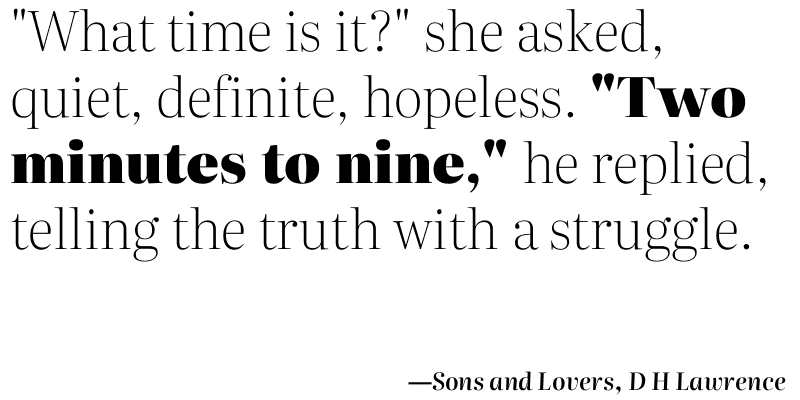 "What time is it?" she asked,
quiet, definite, hopeless. "Two
minutes to nine," he replied,
telling the truth with a struggle.
—Sons and Lovers, D H Lawrence